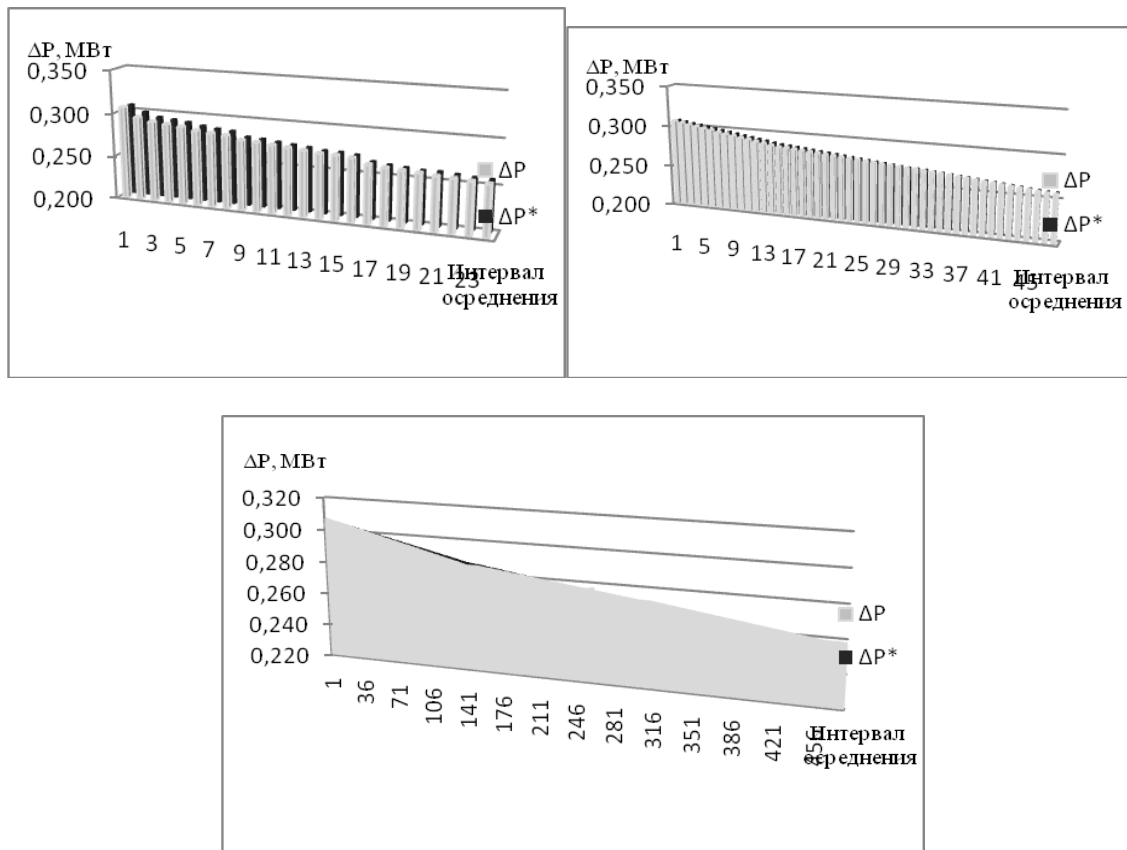 ΔP, МВт
0,350
0,300
0,250
0,200
ΔP
ΔP*
1 3 5 7 9 11 13 15 17 19 21 23
Интервал
осреднения
ΔP, МВт
0,350
0,300
0,250
0,200
ΔP
ΔP*
1 5 9 13 17 21 25 29 33 37 41 45
Интервал
осреднения
ΔP, МВт
0,320
0,300
0,280
0,260
0,240
0,220
ΔP
ΔP*
1 36 71 106 141 176 211 246 281 316 351 386 421
Интервал
осреднения